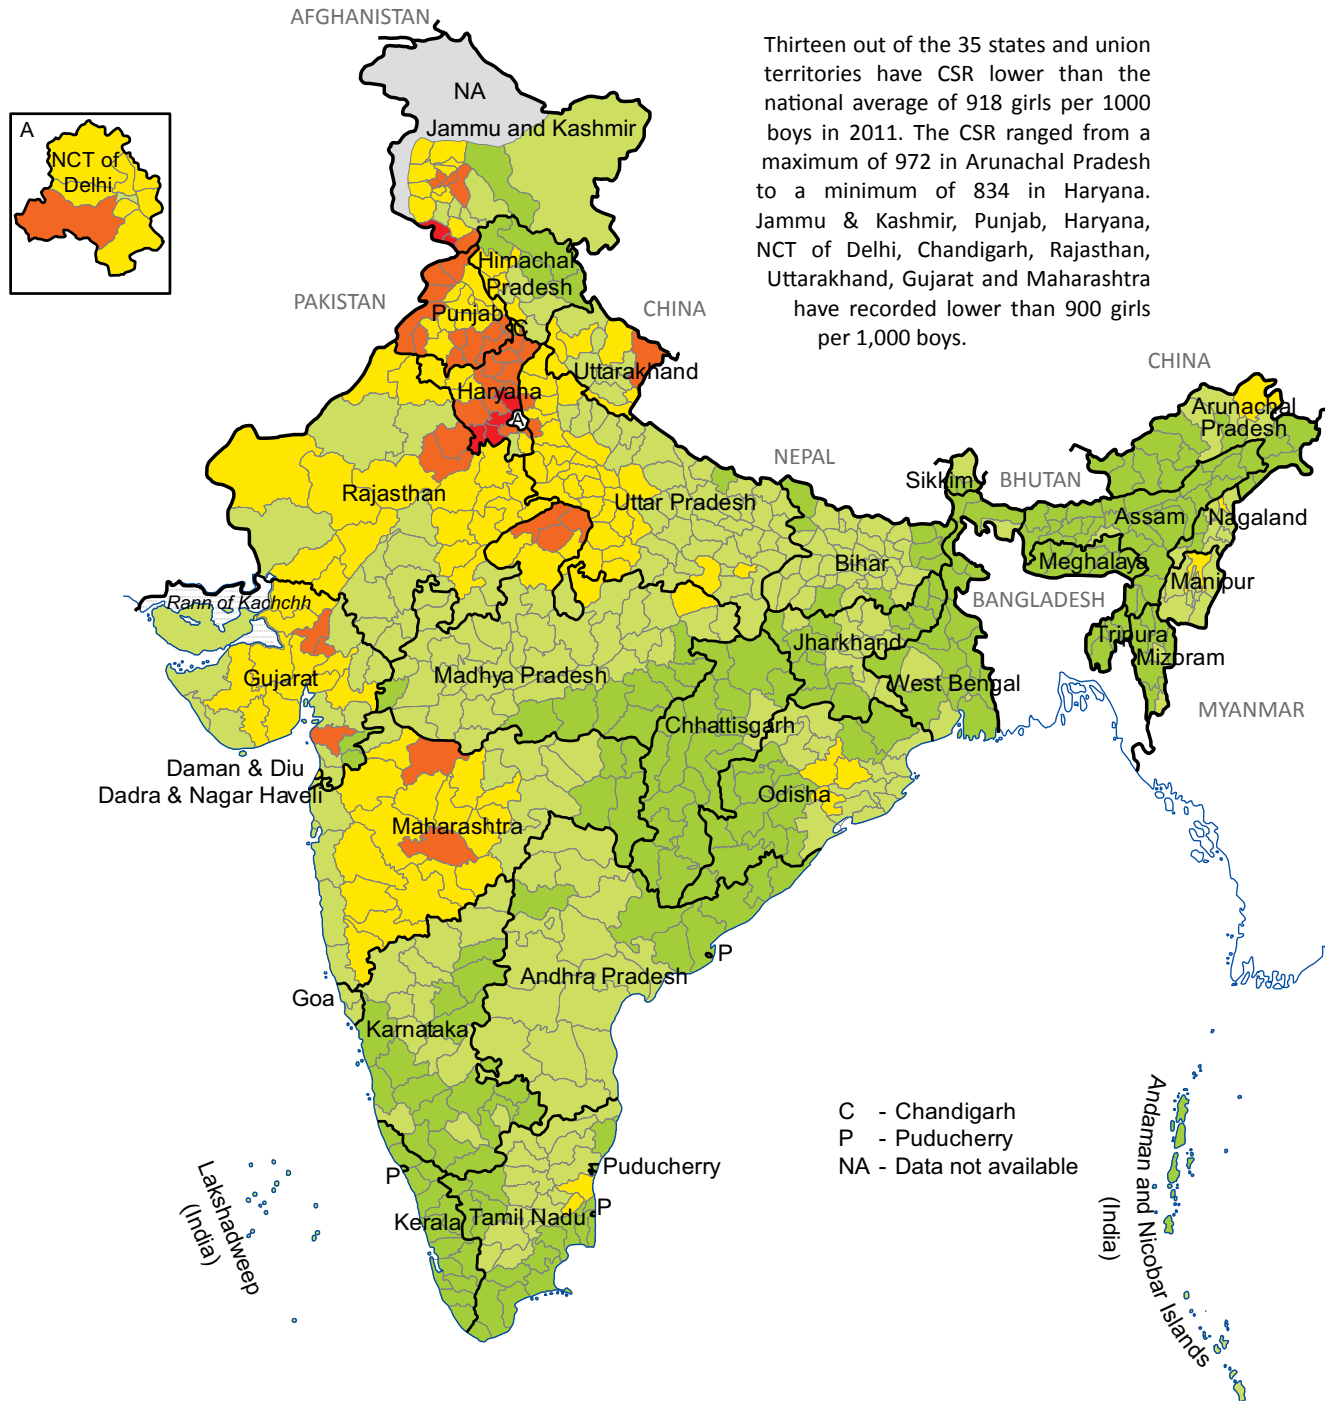 AFGHANISTAN
Thirteen out of the 35 states and union
territories have CSR lower than the
national average of 918 girls per 1000
boys in 2011. The CSR ranged from a
maximum of 972 in Arunachal Pradesh
to a minimum of 834 in Haryana.
Jammu & Kashmir, Punjab, Haryana,
NCT of Delhi, Chandigarh, Rajasthan,
Uttarakhand, Gujarat and Maharashtra
have recorded lower than 900 girls
per 1,000 boys.
NA
Jammu and Kashmir
A
NCT of
Delhi
Himachal
Pradesh
PAKISTAN
CHINA
Punjab
C
Uttarakhand
CHINA
Haryana
A
Arunachal
Pradesh
NEPAL
Sikkim
BHUTAN
Rajasthan
Uttar Pradesh
Assam
Nagaland
Bihar
Meghalaya
Manipur
Rann of Kachchh
BANGLADESH
Jharkhand
Tripura
Mizoram
Gujarat
Madhya Pradesh
West Bengal
MYANMAR
Chhattisgarh
Daman & Diu
Dadra & Nagar Haveli
Odisha
Maharashtra
P
Andhra Pradesh
Goa
Karnataka
C - Chandigarh
P - Puducherry
NA - Data not available
P
Puducherry
P
Kerala
Tamil Nadu
Lakshadweep
(India)
Andaman and Nicobar Islands
(India)